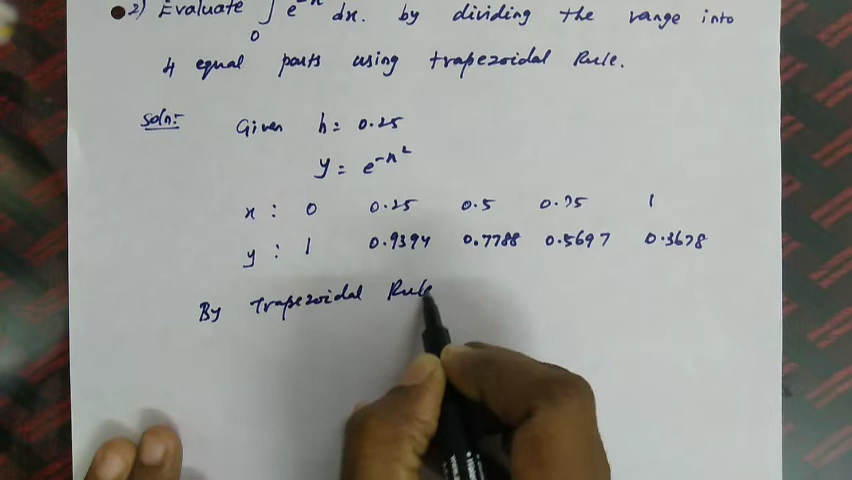 2) Evaluate ∫ e^-x dx. by dividing the range into
0
4 equal parts using trapezoidal Rule.
Soln:- Given h = 0.25
y = e^-x^2
x : 0 0.25 0.5 0.75 1
y : 1 0.9394 0.7788 0.5697 0.3678
By Trapezoidal Rule